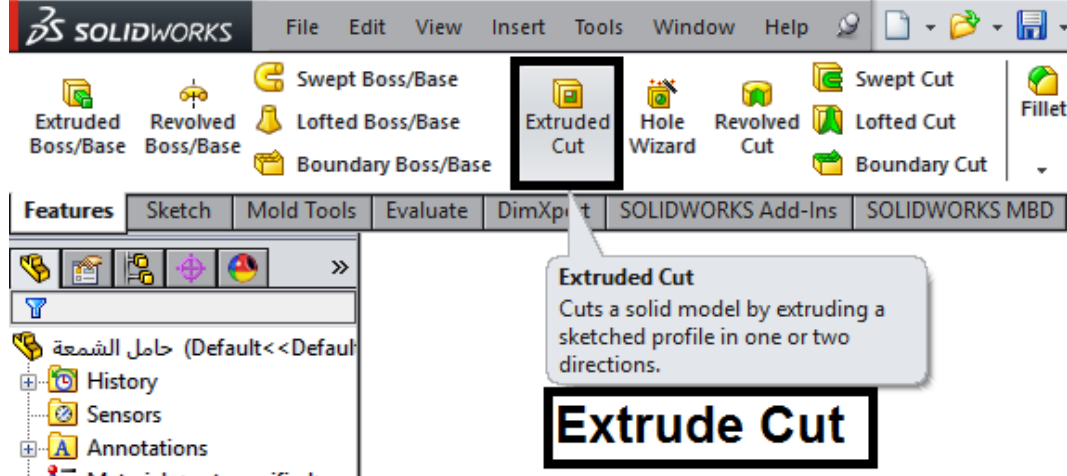 SOLIDWORKS File Edit View Insert Tools Window Help
Extruded Boss/Base
Revolved Boss/Base
Swept Boss/Base
Lofted Boss/Base
Boundary Boss/Base
Extruded Cut
Hole Wizard
Revolved Cut
Swept Cut
Lofted Cut
Boundary Cut
Fillet
Features Sketch Mold Tools Evaluate DimXpert SOLIDWORKS Add-Ins SOLIDWORKS MBD
Extruded Cut
Cuts a solid model by extruding a
sketched profile in one or two
directions.
Extrude Cut
حامل الشمعة (Default<<Defaul
History
Sensors
Annotations